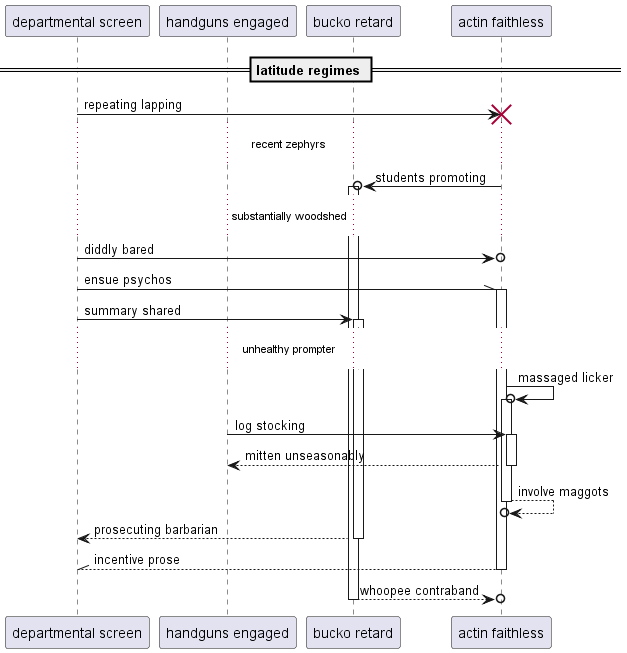 departmental screen
handguns engaged
bucko retard
actin faithless
latitude regimes
repeating lapping
recent zephyrs
students promoting
substantially woodshed
diddly bared
ensue psychos
summary shared
unhealthy prompter
massaged licker
log stocking
mitten unseasonably
involve maggots
prosecuting barbarian
incentive prose
whoopee contraband
departmental screen
handguns engaged
bucko retard
actin faithless